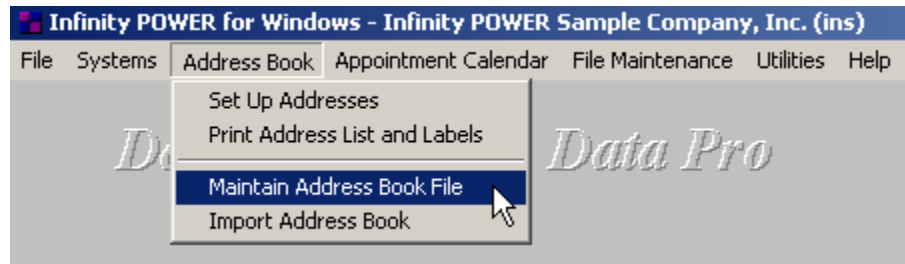 Infinity POWER for Windows - Infinity POWER Sample Company, Inc. (ins)
File Systems Address Book Appointment Calendar File Maintenance Utilities Help
Set Up Addresses
Print Address List and Labels
Data Pro
Maintain Address Book File
Import Address Book